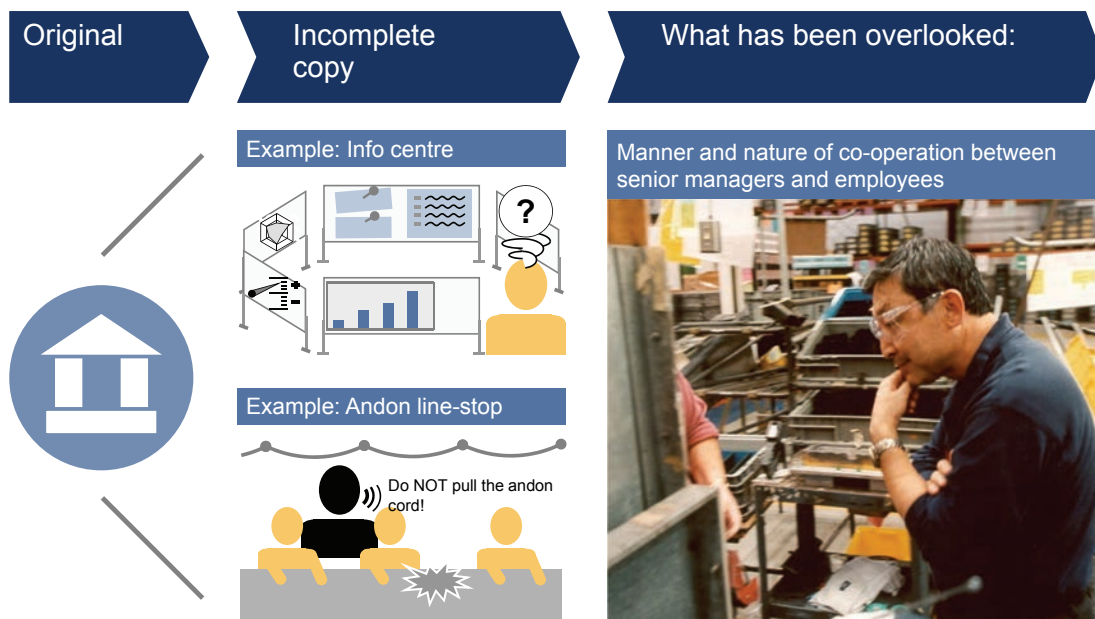 Original
Incomplete
copy
What has been overlooked:
Example: Info centre
?
+
-
Example: Andon line-stop
Do NOT pull the andon
cord!
Manner and nature of co-operation between
senior managers and employees